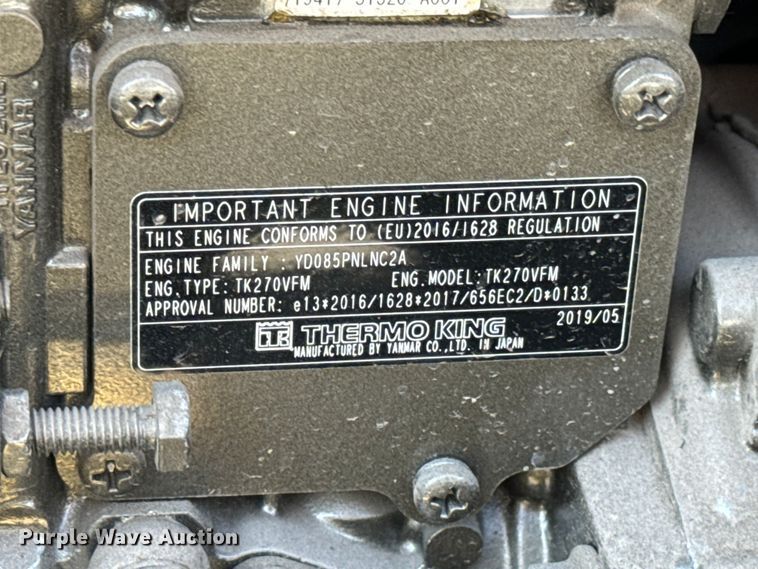 IMPORTANT ENGINE INFORMATION
THIS ENGINE CONFORMS TO (EU)2016/1628 REGULATION
ENGINE FAMILY : YD085PNLNC2A
ENG. TYPE: TK270VFM ENG. MODEL: TK270VFM
APPROVAL NUMBER: e13*2016/1628*2017/656EC2/D*0133
TK THERMO KING 2019/05
MANUFACTURED BY YANMAR CO.,LTD. IN JAPAN
YANMAR
Purple Wave Auction